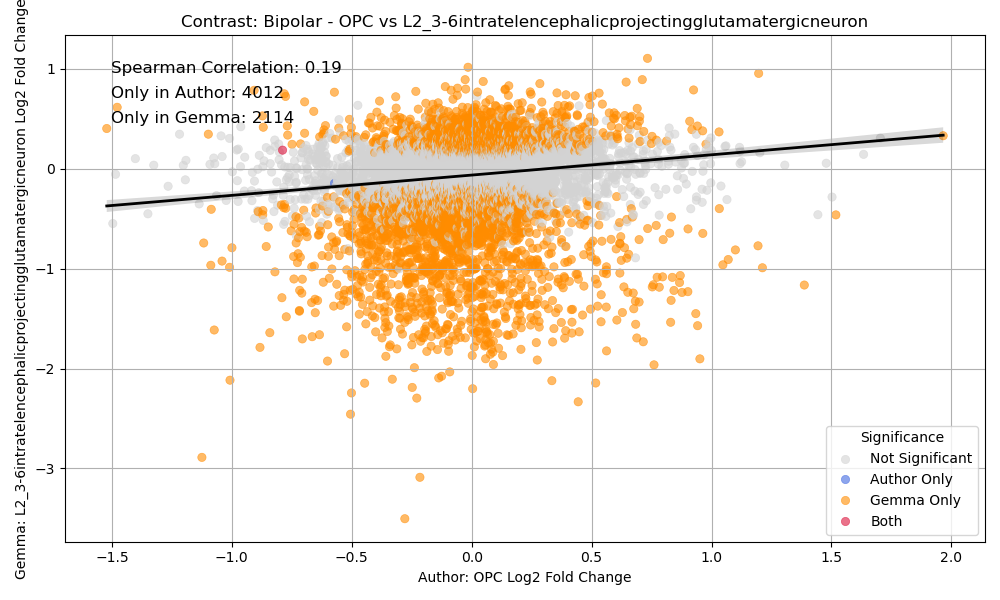 Contrast: Bipolar - OPC vs L2_3-6intratelencephalicprojectingglutamatergicneuron
Gemma: L2_3-6intratelencephalicprojectingglutamatergicneuron Log2 Fold Change
1
0
−1
−2
−3
Spearman Correlation: 0.19
Only in Author: 4012
Only in Gemma: 2114
Significance
Not Significant
Author Only
Gemma Only
Both
−1.5
−1.0
−0.5
0.0
0.5
1.0
1.5
2.0
Author: OPC Log2 Fold Change